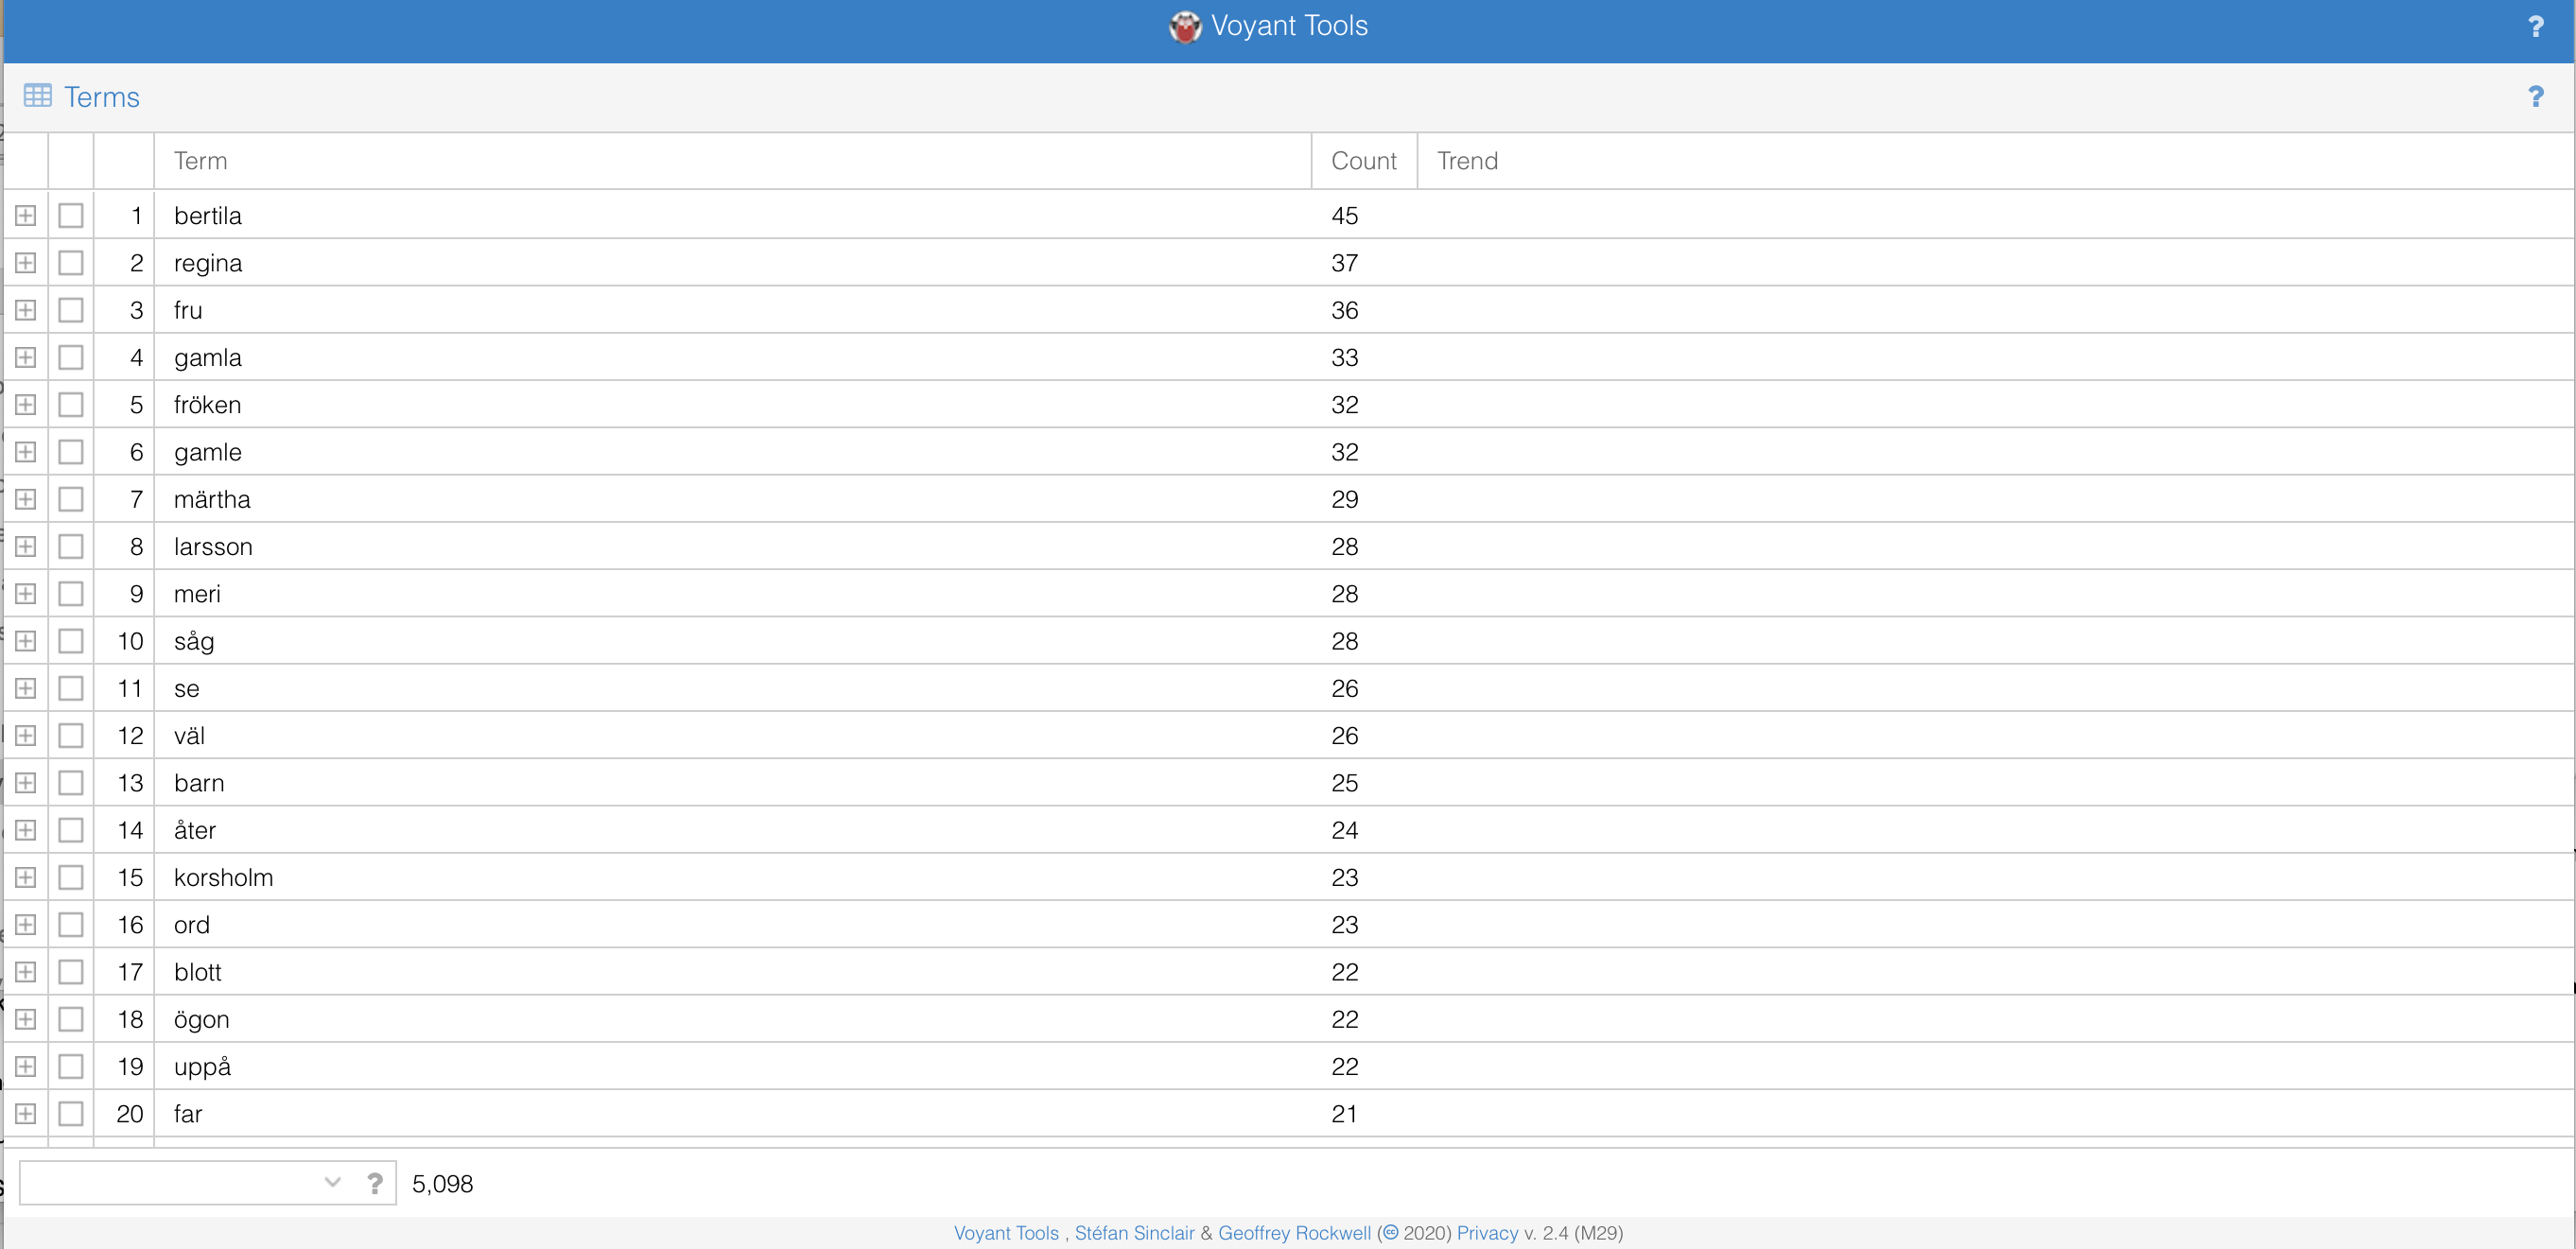 Voyant Tools ?
Terms ?
Term Count Trend
1 bertila 45
2 regina 37
3 fru 36
4 gamla 33
5 fröken 32
6 gamle 32
7 märtha 29
8 larsson 28
9 meri 28
10 såg 28
11 se 26
12 väl 26
13 barn 25
14 åter 24
15 korsholm 23
16 ord 23
17 blott 22
18 ögon 22
19 uppå 22
20 far 21
? 5,098
Voyant Tools , Stéfan Sinclair & Geoffrey Rockwell (🅭 2020) Privacy v. 2.4 (M29)